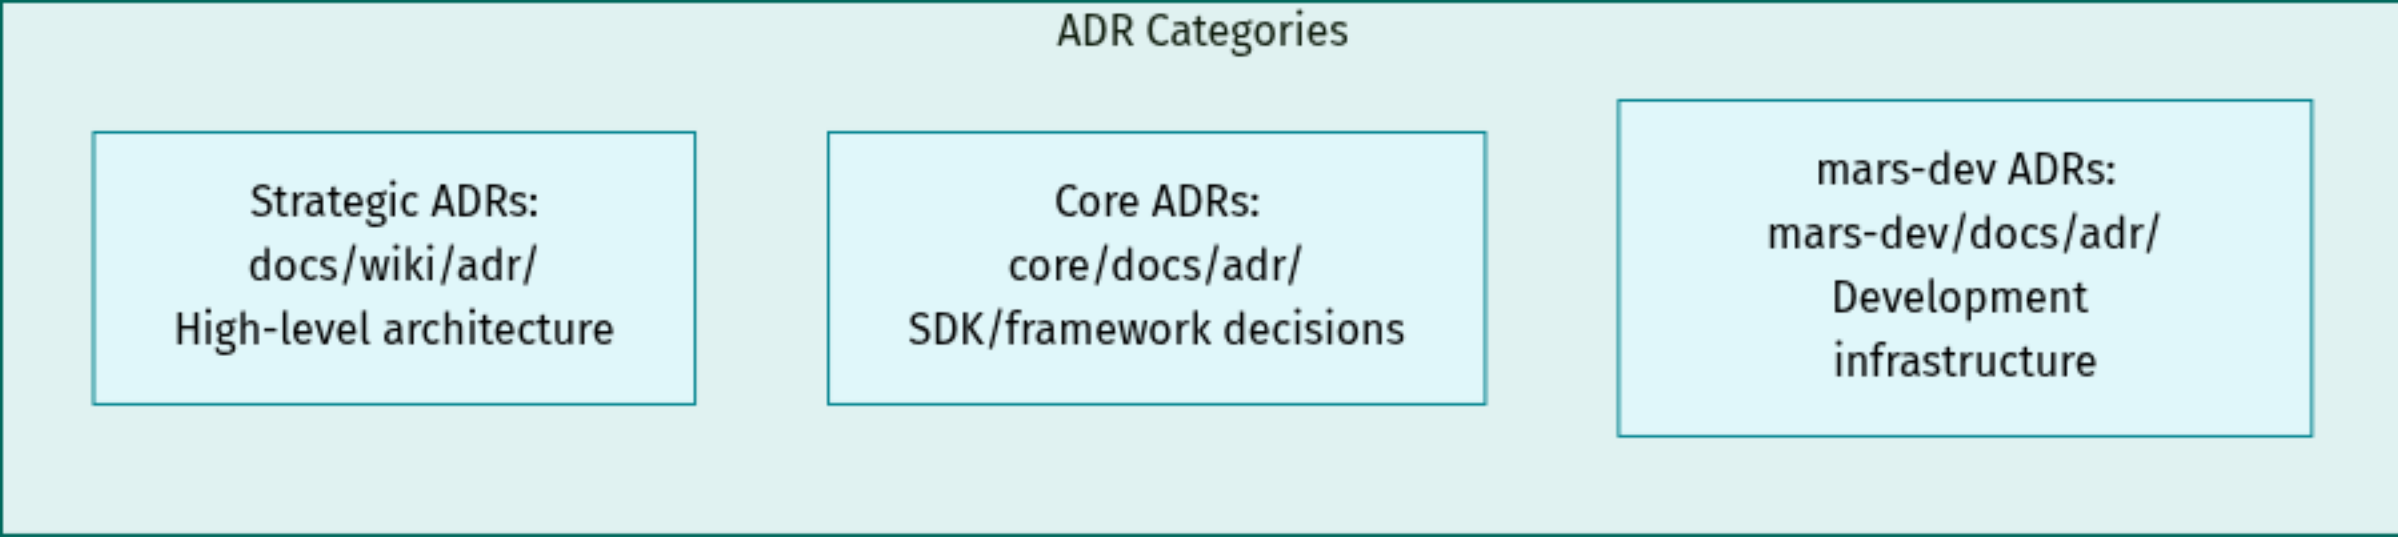 ADR Categories
Strategic ADRs:
docs/wiki/adr/
High-level architecture
Core ADRs:
core/docs/adr/
SDK/framework decisions
mars-dev ADRs:
mars-dev/docs/adr/
Development
infrastructure